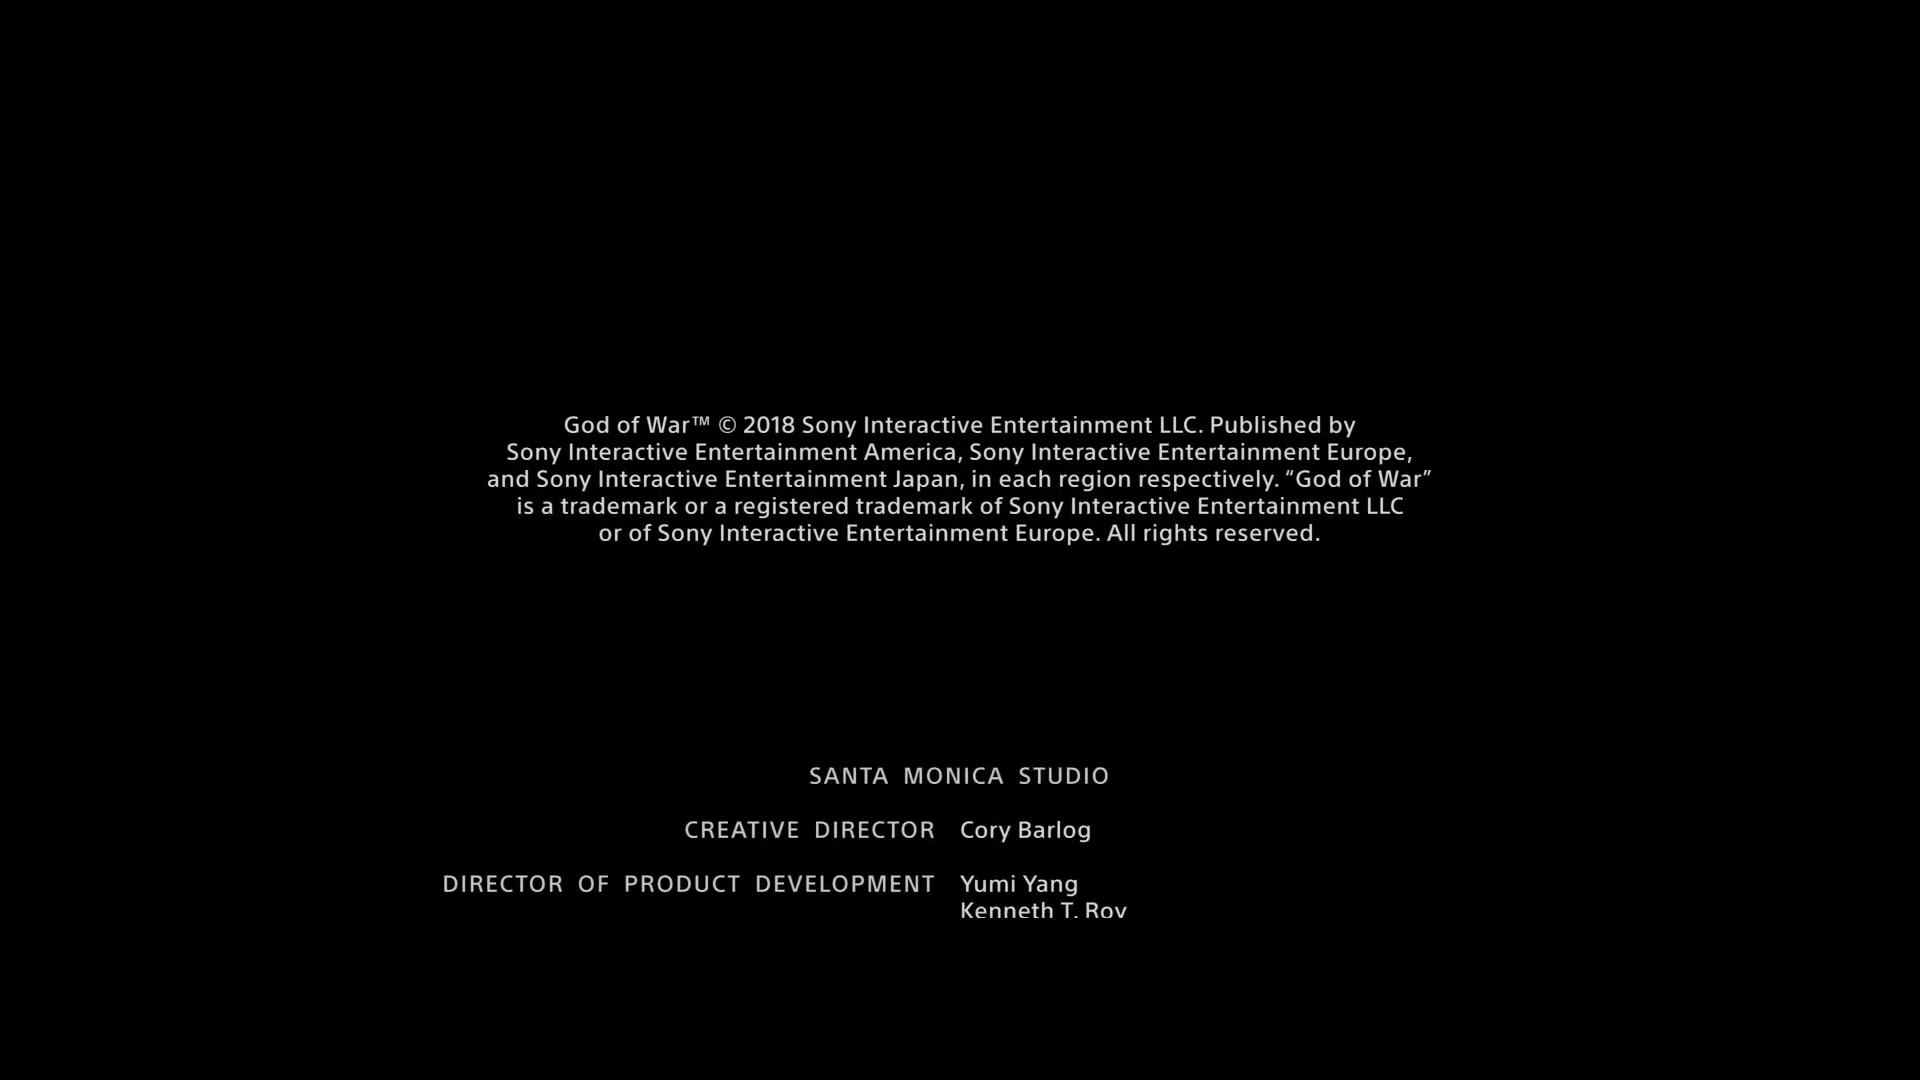 God of War™ © 2018 Sony Interactive Entertainment LLC. Published by
Sony Interactive Entertainment America, Sony Interactive Entertainment Europe,
and Sony Interactive Entertainment Japan, in each region respectively. “God of War”
is a trademark or a registered trademark of Sony Interactive Entertainment LLC
or of Sony Interactive Entertainment Europe. All rights reserved.
SANTA MONICA STUDIO
CREATIVE DIRECTOR Cory Barlog
DIRECTOR OF PRODUCT DEVELOPMENT Yumi Yang
Kenneth T. Roy